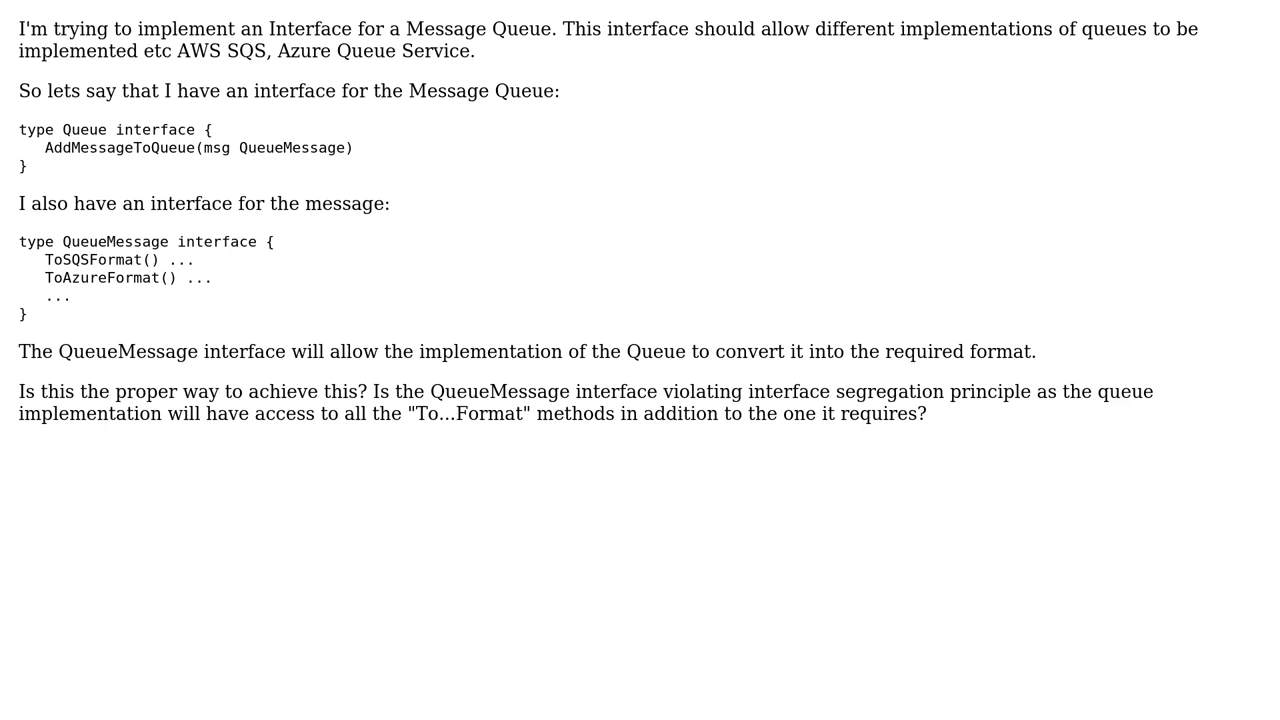 I'm trying to implement an Interface for a Message Queue. This interface should allow different implementations of queues to be
implemented etc AWS SQS, Azure Queue Service.
So lets say that I have an interface for the Message Queue:
type Queue interface {
   AddMessageToQueue(msg QueueMessage)
}
I also have an interface for the message:
type QueueMessage interface {
   ToSQSFormat() ...
   ToAzureFormat() ...
   ...
}
The QueueMessage interface will allow the implementation of the Queue to convert it into the required format.
Is this the proper way to achieve this? Is the QueueMessage interface violating interface segregation principle as the queue
implementation will have access to all the "To...Format" methods in addition to the one it requires?